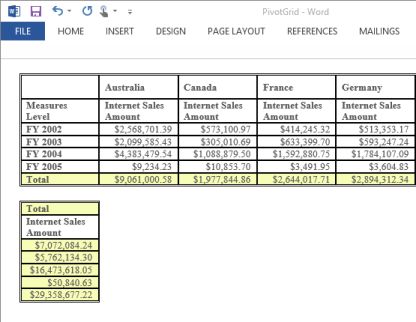 PivotGrid - Word
FILE HOME INSERT DESIGN PAGE LAYOUT REFERENCES MAILINGS
Australia Canada France Germany
Measures Internet Sales Internet Sales Internet Sales Internet Sales
Level Amount Amount Amount Amount
FY 2002 $2,568,701.39 $573,100.97 $414,245.32 $513,353.17
FY 2003 $2,099,585.43 $305,010.69 $633,399.70 $593,247.24
FY 2004 $4,383,479.54 $1,088,879.50 $1,592,880.75 $1,784,107.09
FY 2005 $9,234.23 $10,853.70 $3,491.95 $3,604.83
Total $9,061,000.58 $1,977,844.86 $2,644,017.71 $2,894,312.34
Total
Internet Sales
Amount
$7,072,084.24
$5,762,134.30
$16,473,618.05
$50,840.63
$29,358,677.22